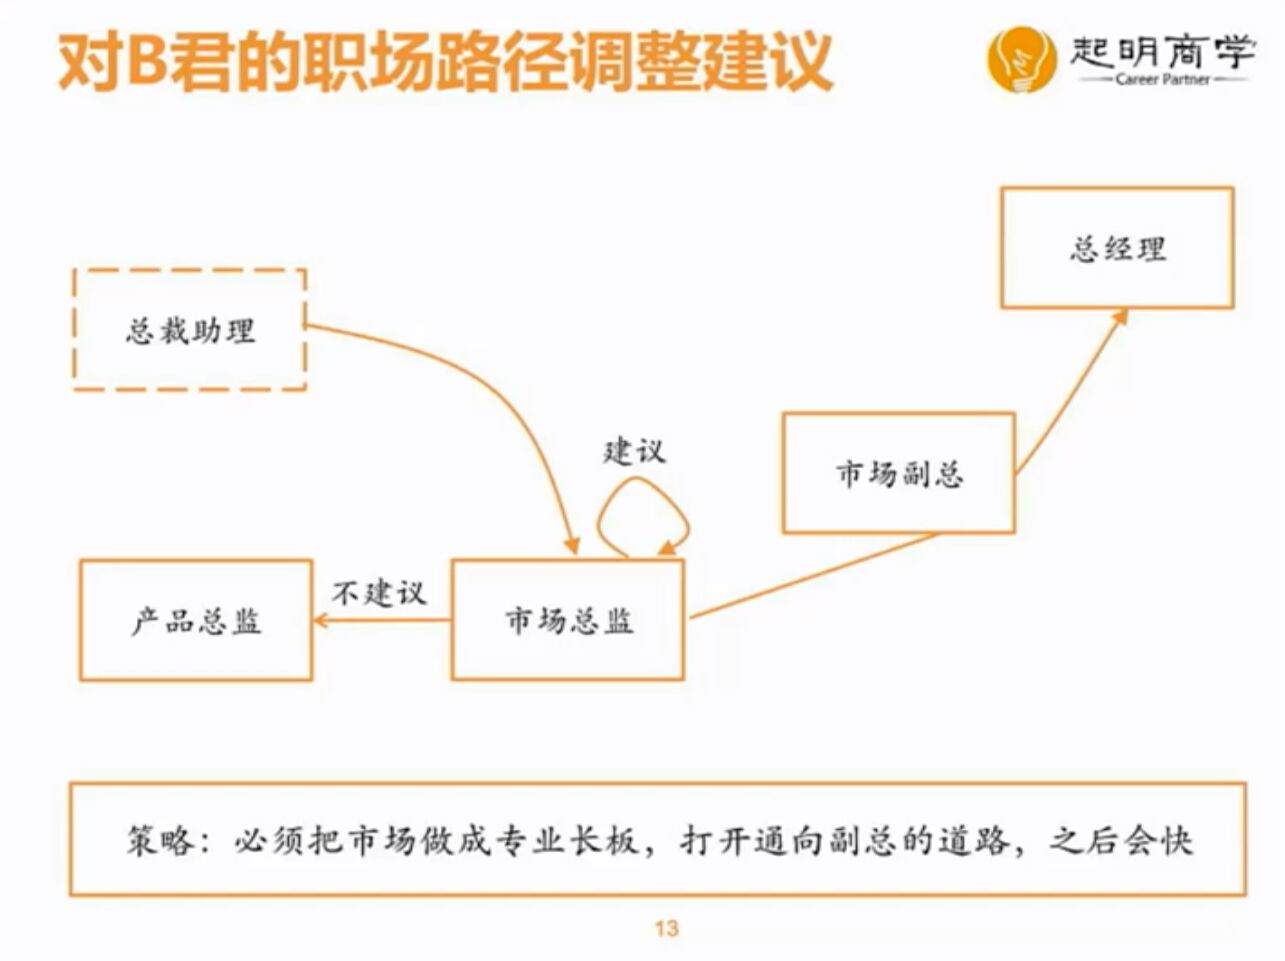 对B君的职场路径调整建议
起明商学
Career Partner
总经理
总裁助理
建议
市场副总
不建议
产品总监
市场总监
策略：必须把市场做成专业长板，打开通向副总的道路，之后会快
13